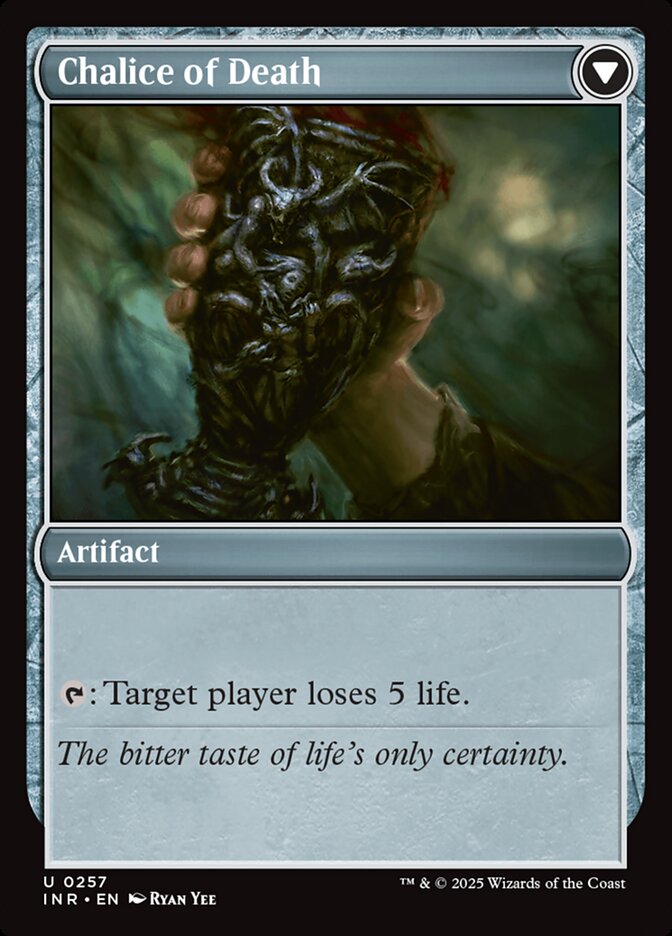 Chalice of Death
Artifact
: Target player loses 5 life.
The bitter taste of life's only certainty.
U 0257
INR • EN Ryan Yee
™ & © 2025 Wizards of the Coast